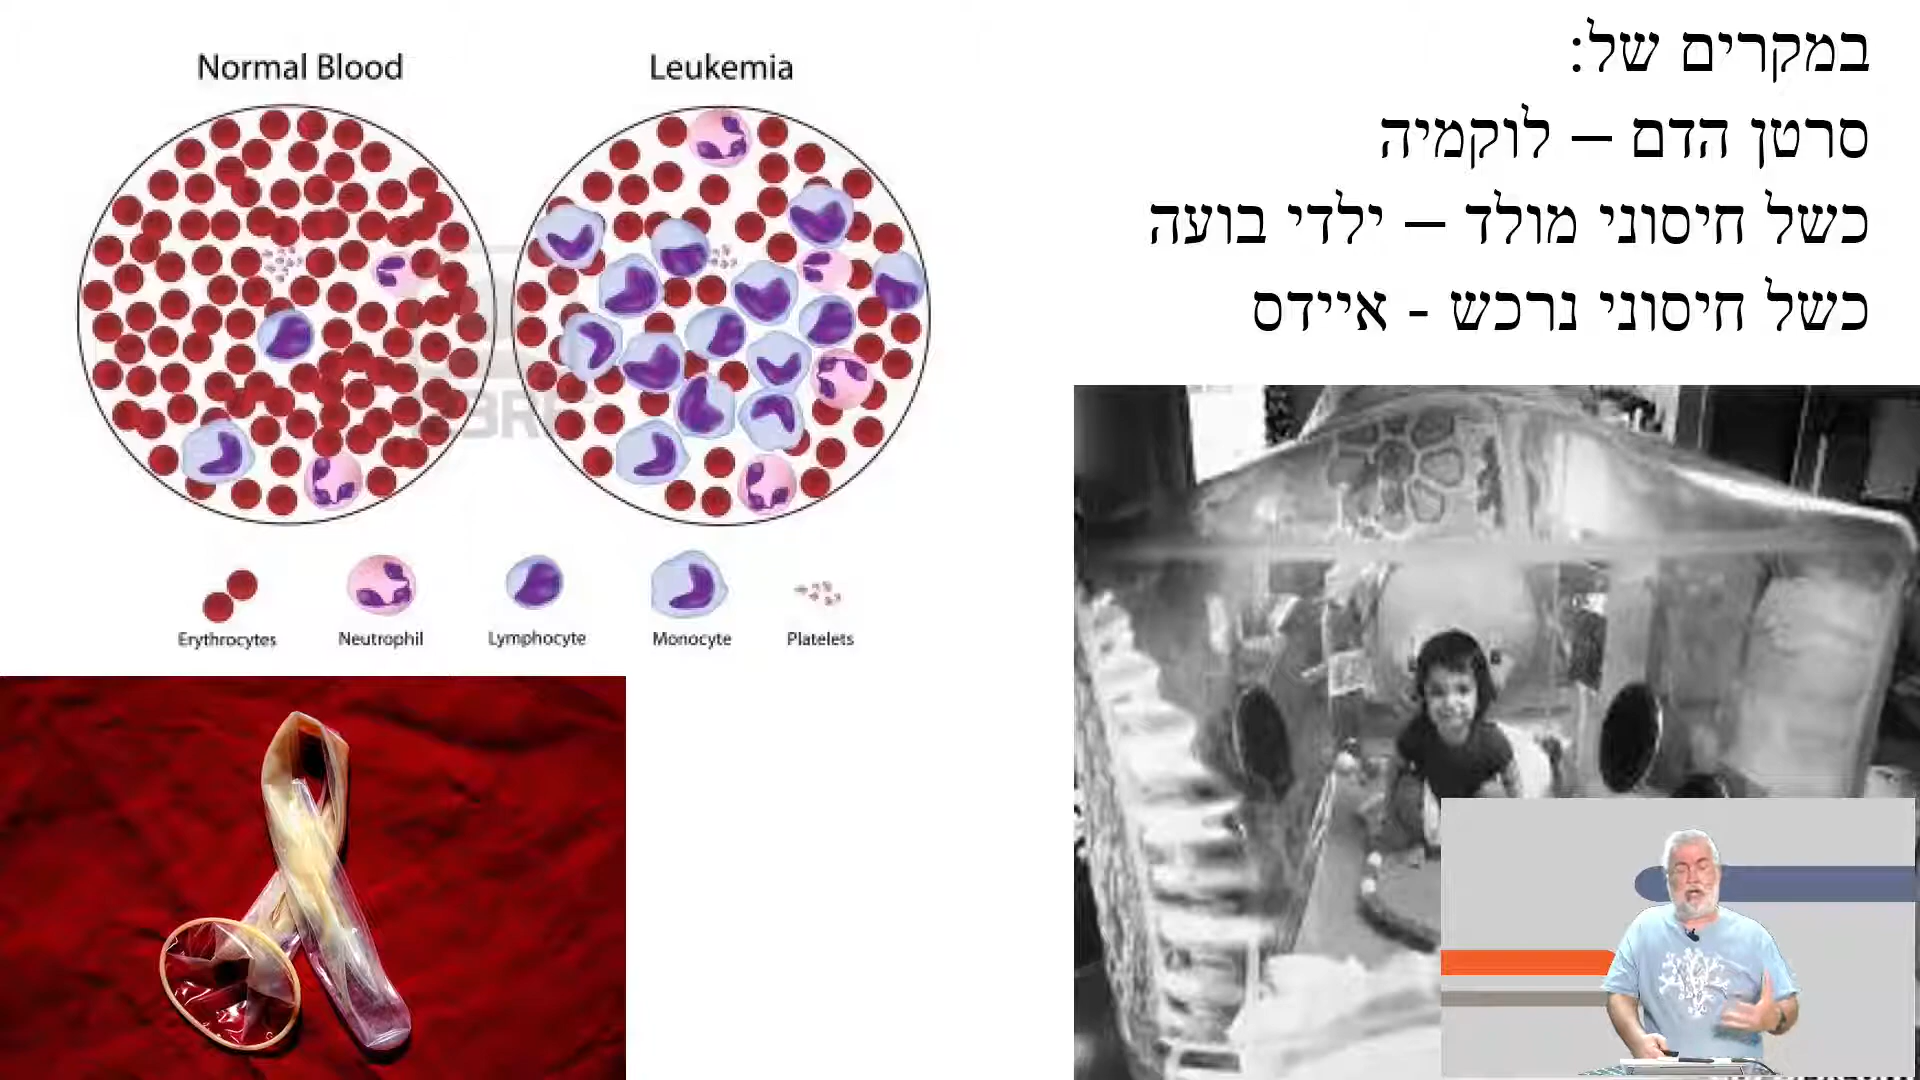 במקרים של:
סרטן הדם – לוקמיה
כשל חיסוני מולד – ילדי בועה
כשל חיסוני נרכש - איידס
Normal Blood
Leukemia
Erythrocytes
Neutrophil
Lymphocyte
Monocyte
Platelets